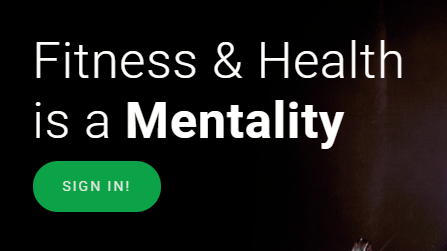 Fitness & Health
is a Mentality
SIGN IN!